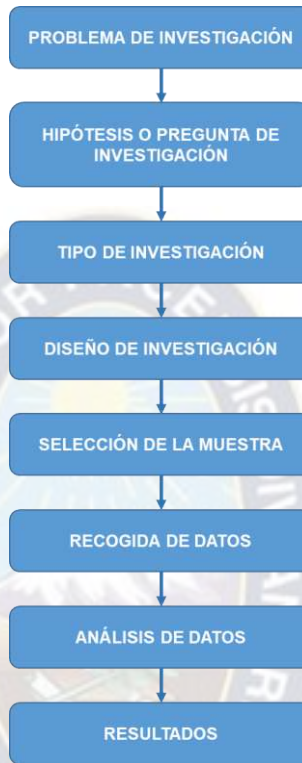 PROBLEMA DE INVESTIGACIÓN
HIPÓTESIS O PREGUNTA DE
INVESTIGACIÓN
TIPO DE INVESTIGACIÓN
DISEÑO DE INVESTIGACIÓN
SELECCIÓN DE LA MUESTRA
RECOGIDA DE DATOS
ANÁLISIS DE DATOS
RESULTADOS